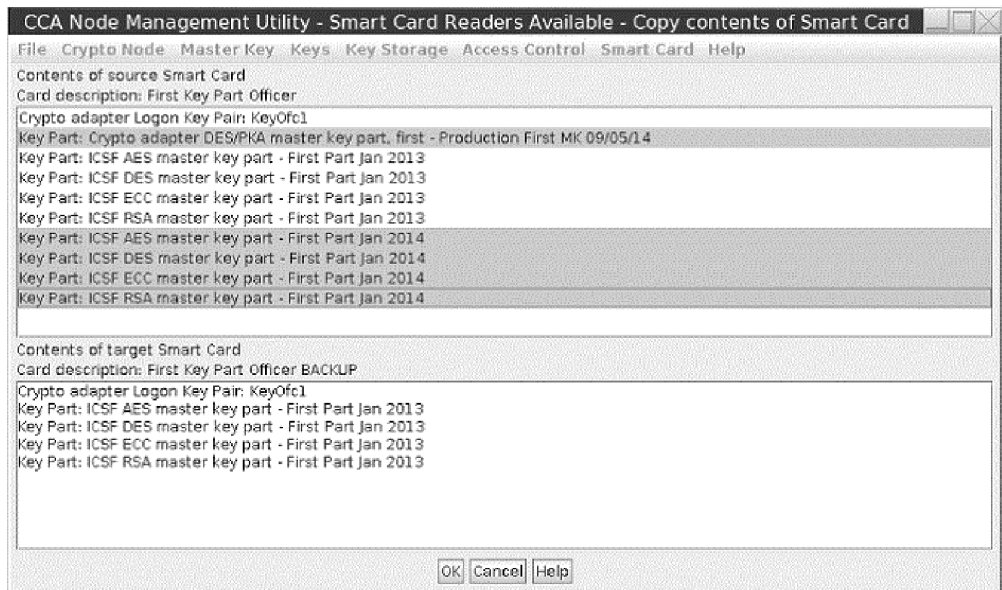 CCA Node Management Utility - Smart Card Readers Available - Copy contents of Smart Card
File Crypto Node Master Key Keys Key Storage Access Control Smart Card Help
Contents of source Smart Card
Card description: First Key Part Officer
Crypto adapter Logon Key Pair: KeyOfc1
Key Part: Crypto adapter DES/PKA master key part, first - Production First MK 09/05/14
Key Part: ICSF AES master key part - First Part Jan 2013
Key Part: ICSF DES master key part - First Part Jan 2013
Key Part: ICSF ECC master key part - First Part Jan 2013
Key Part: ICSF RSA master key part - First Part Jan 2013
Key Part: ICSF AES master key part - First Part Jan 2014
Key Part: ICSF DES master key part - First Part Jan 2014
Key Part: ICSF ECC master key part - First Part Jan 2014
Key Part: ICSF RSA master key part - First Part Jan 2014
Contents of target Smart Card
Card description: First Key Part Officer BACKUP
Crypto adapter Logon Key Pair: KeyOfc1
Key Part: ICSF AES master key part - First Part Jan 2013
Key Part: ICSF DES master key part - First Part Jan 2013
Key Part: ICSF ECC master key part - First Part Jan 2013
Key Part: ICSF RSA master key part - First Part Jan 2013
OK Cancel Help